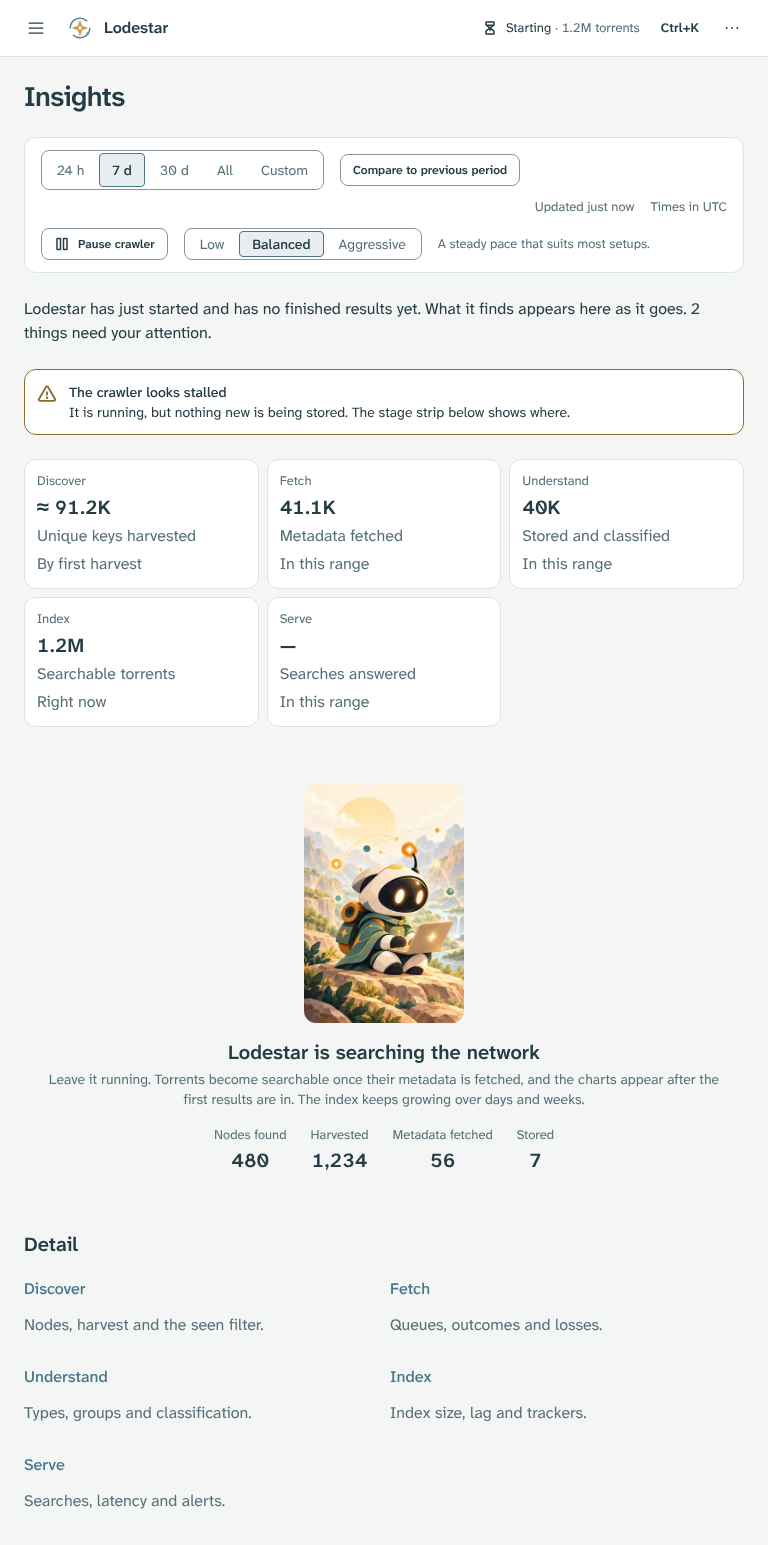 Lodestar
Starting · 1.2M torrents
Ctrl+K
Insights
24 h
7 d
30 d
All
Custom
Compare to previous period
Updated just now
Times in UTC
Pause crawler
Low
Balanced
Aggressive
A steady pace that suits most setups.
Lodestar has just started and has no finished results yet. What it finds appears here as it goes. 2
things need your attention.
The crawler looks stalled
It is running, but nothing new is being stored. The stage strip below shows where.
Discover
≈ 91.2K
Unique keys harvested
By first harvest
Fetch
41.1K
Metadata fetched
In this range
Understand
40K
Stored and classified
In this range
Index
1.2M
Searchable torrents
Right now
Serve
—
Searches answered
In this range
Lodestar is searching the network
Leave it running. Torrents become searchable once their metadata is fetched, and the charts appear after the
first results are in. The index keeps growing over days and weeks.
Nodes found
480
Harvested
1,234
Metadata fetched
56
Stored
7
Detail
Discover
Nodes, harvest and the seen filter.
Fetch
Queues, outcomes and losses.
Understand
Types, groups and classification.
Index
Index size, lag and trackers.
Serve
Searches, latency and alerts.